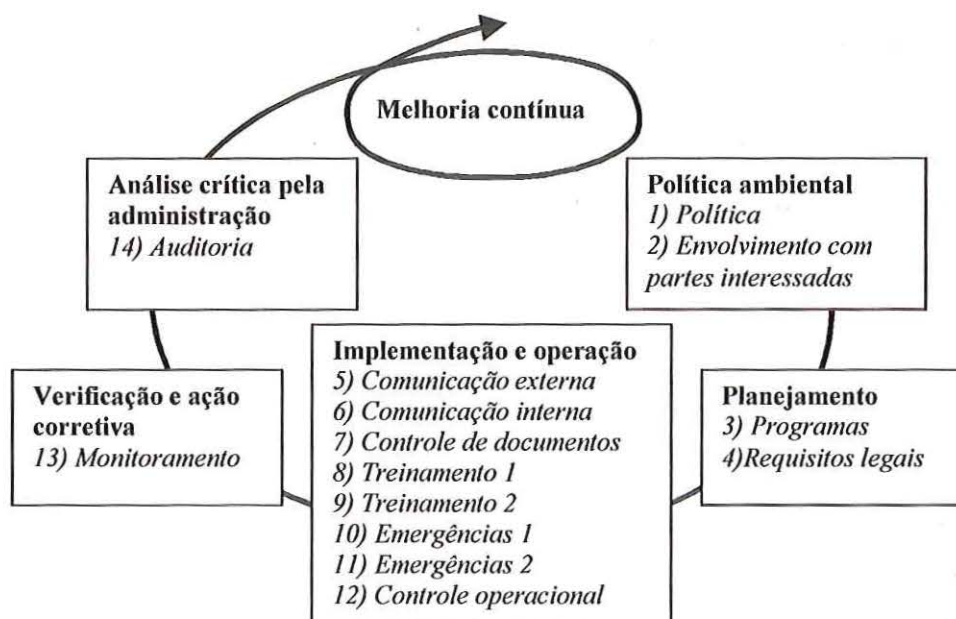 Melhoria contínua
Análise crítica pela
administração
14) Auditoria
Política ambiental
1) Política
2) Envolvimento com
partes interessadas
Verificação e ação
corretiva
13) Monitoramento
Implementação e operação
5) Comunicação externa
6) Comunicação interna
7) Controle de documentos
8) Treinamento 1
9) Treinamento 2
10) Emergências 1
11) Emergências 2
12) Controle operacional
Planejamento
3) Programas
4)Requisitos legais